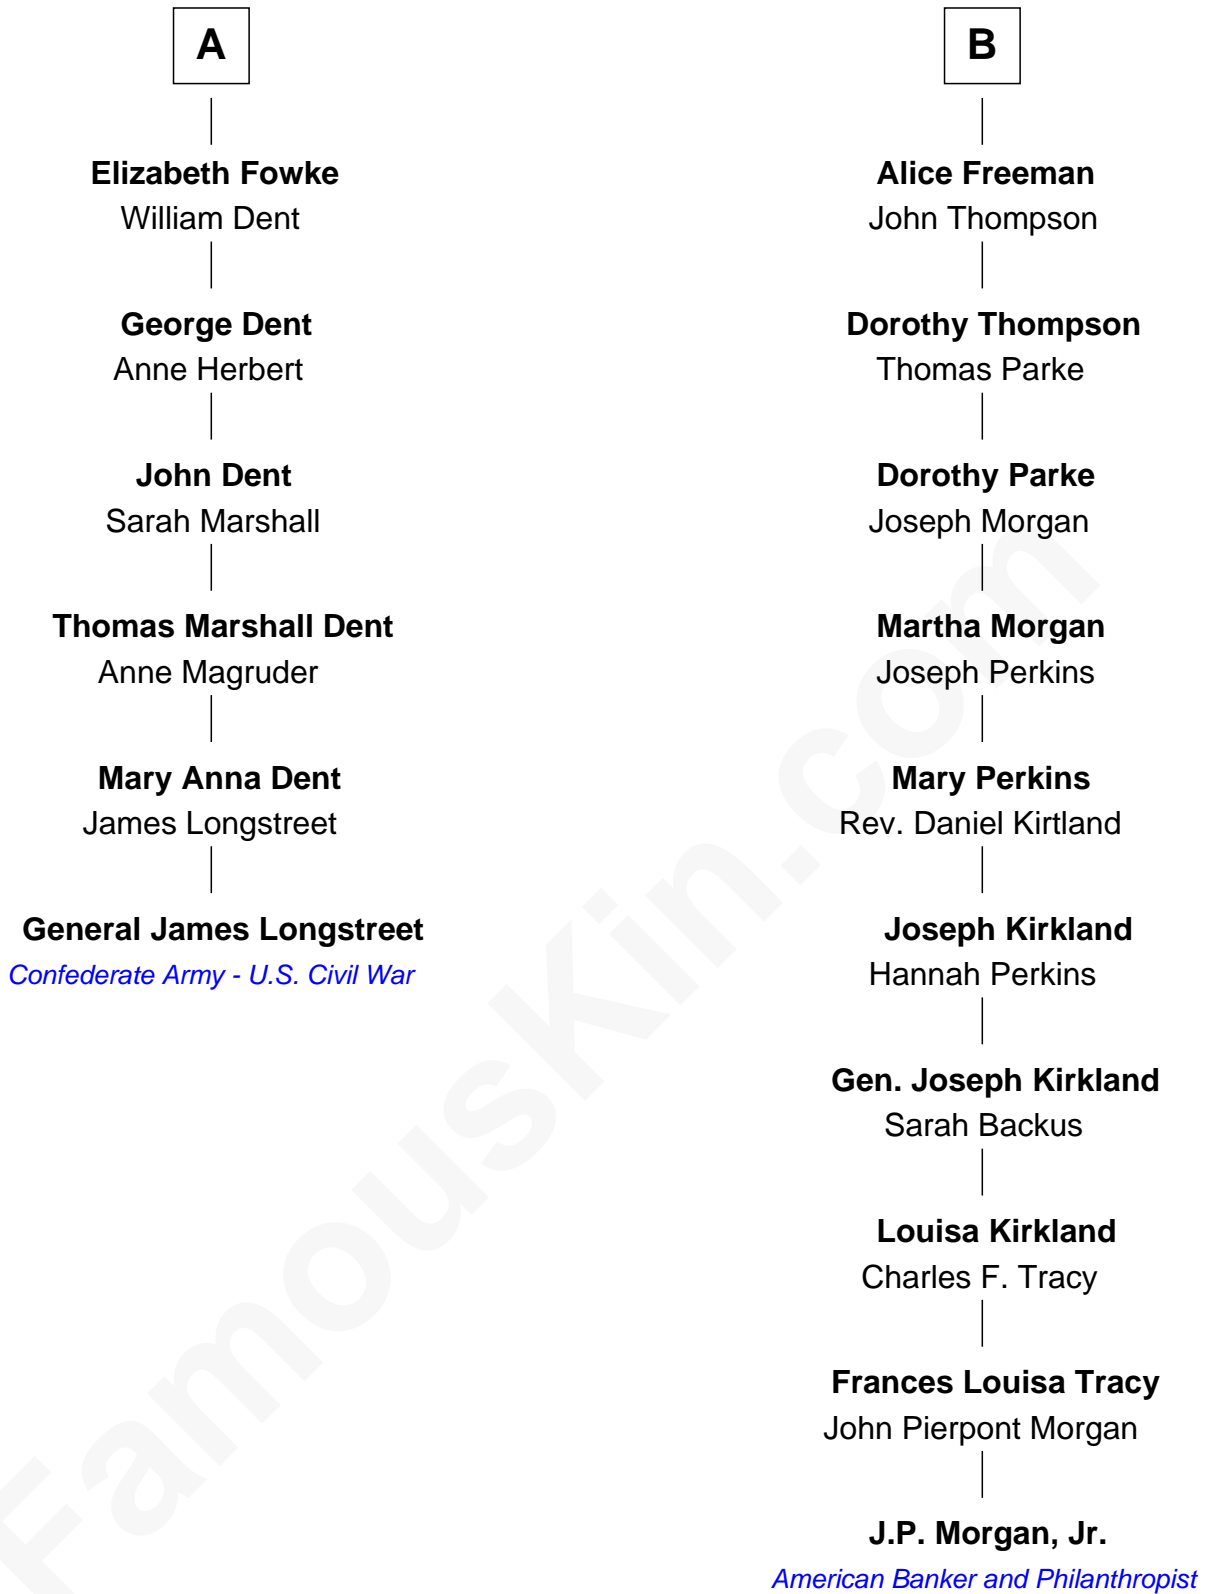 A
Elizabeth Fowke
William Dent
George Dent
Anne Herbert
John Dent
Sarah Marshall
Thomas Marshall Dent
Anne Magruder
Mary Anna Dent
James Longstreet
General James Longstreet
Confederate Army - U.S. Civil War
B
Alice Freeman
John Thompson
Dorothy Thompson
Thomas Parke
Dorothy Parke
Joseph Morgan
Martha Morgan
Joseph Perkins
Mary Perkins
Rev. Daniel Kirtland
Joseph Kirkland
Hannah Perkins
Gen. Joseph Kirkland
Sarah Backus
Louisa Kirkland
Charles F. Tracy
Frances Louisa Tracy
John Pierpont Morgan
J.P. Morgan, Jr.
American Banker and Philanthropist
FamousKin.com